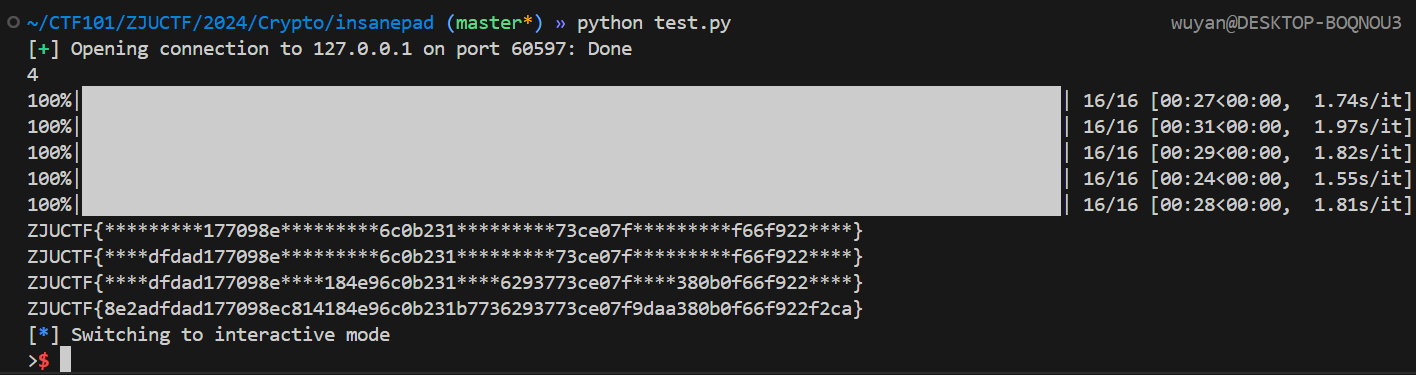 ~/CTF101/ZJUCTF/2024/Crypto/insanepad (master*) » python test.py wuyan@DESKTOP-BOQNOU3
[+] Opening connection to 127.0.0.1 on port 60597: Done
4
100%| | 16/16 [00:27<00:00, 1.74s/it]
100%| | 16/16 [00:31<00:00, 1.97s/it]
100%| | 16/16 [00:29<00:00, 1.82s/it]
100%| | 16/16 [00:24<00:00, 1.55s/it]
100%| | 16/16 [00:28<00:00, 1.81s/it]
ZJUCTF{*********177098e*********6c0b231*********73ce07f*********f66f922****}
ZJUCTF{****dfdad177098e*********6c0b231*********73ce07f*********f66f922****}
ZJUCTF{****dfdad177098e****184e96c0b231****6293773ce07f****380b0f66f922****}
ZJUCTF{8e2adfdad177098ec814184e96c0b231b7736293773ce07f9daa380b0f66f922f2ca}
[*] Switching to interactive mode
>$